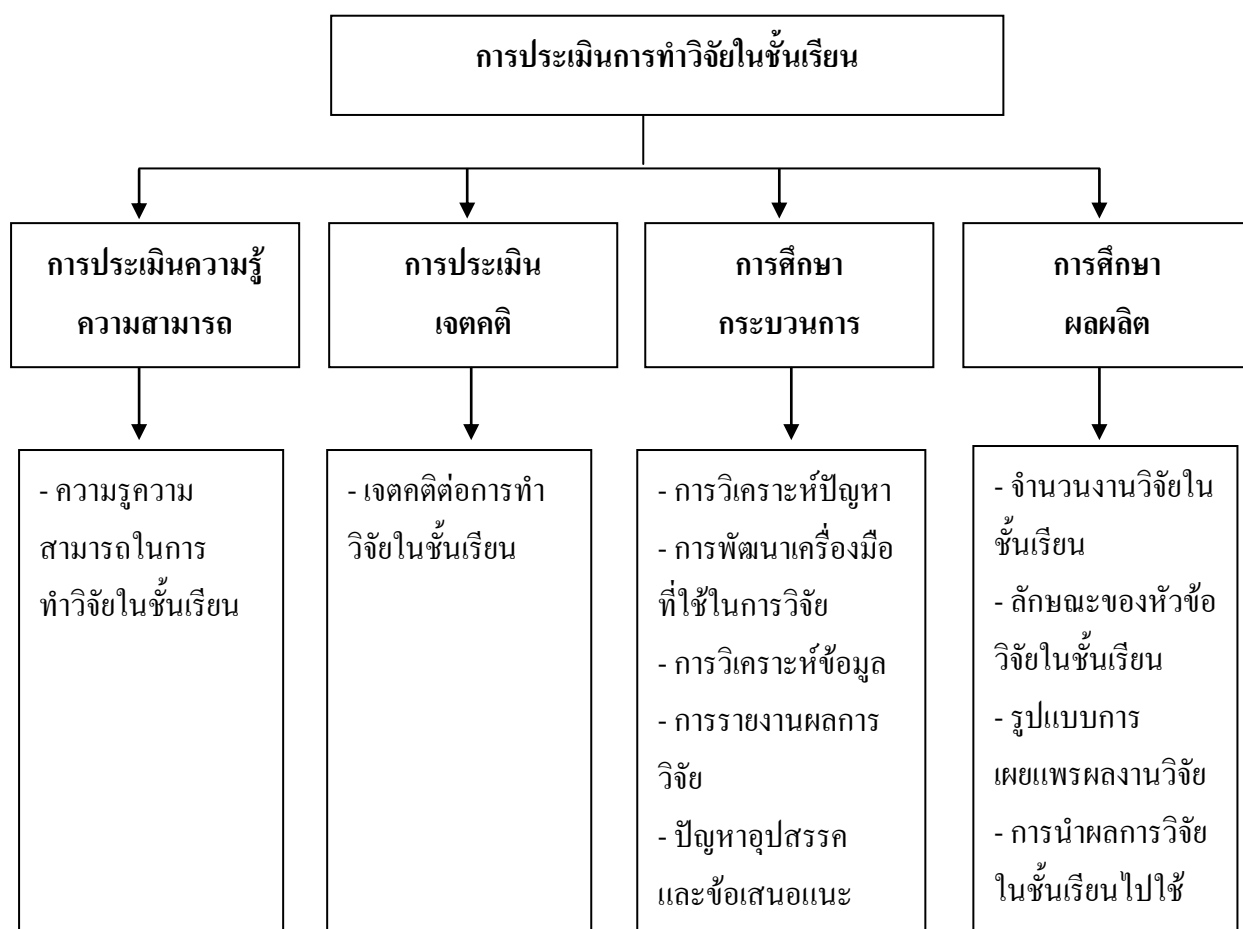 การประเมินการทำวิจัยในชั้นเรียน
การประเมินความรู้
ความสามารถ
การประเมิน
เจตคติ
การศึกษา
กระบวนการ
การศึกษา
ผลผลิต
- ความรูความ
สามารถในการ
ทำวิจัยในชั้นเรียน
- เจตคติต่อการทำ
วิจัยในชั้นเรียน
- การวิเคราะห์ปัญหา
- การพัฒนาเครื่องมือ
ที่ใช้ในการวิจัย
- การวิเคราะห์ข้อมูล
- การรายงานผลการ
วิจัย
- ปัญหาอุปสรรค
และข้อเสนอแนะ
- จำนวนงานวิจัยใน
ชั้นเรียน
- ลักษณะของหัวข้อ
วิจัยในชั้นเรียน
- รูปแบบการ
เผยแพรผลงานวิจัย
- การนำผลการวิจัย
ในชั้นเรียนไปใช้